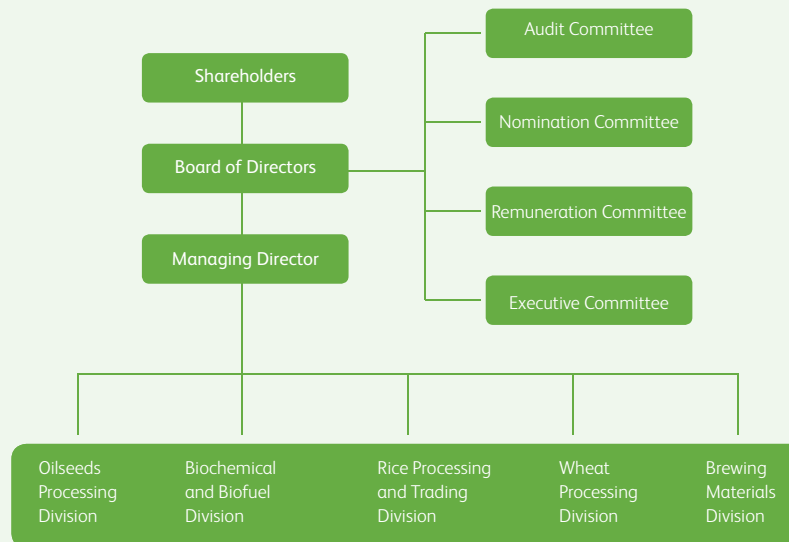 Shareholders
Board of Directors
Managing Director
Audit Committee
Nomination Committee
Remuneration Committee
Executive Committee
Oilseeds
Processing
Division
Biochemical
and Biofuel
Division
Rice Processing
and Trading
Division
Wheat
Processing
Division
Brewing
Materials
Division